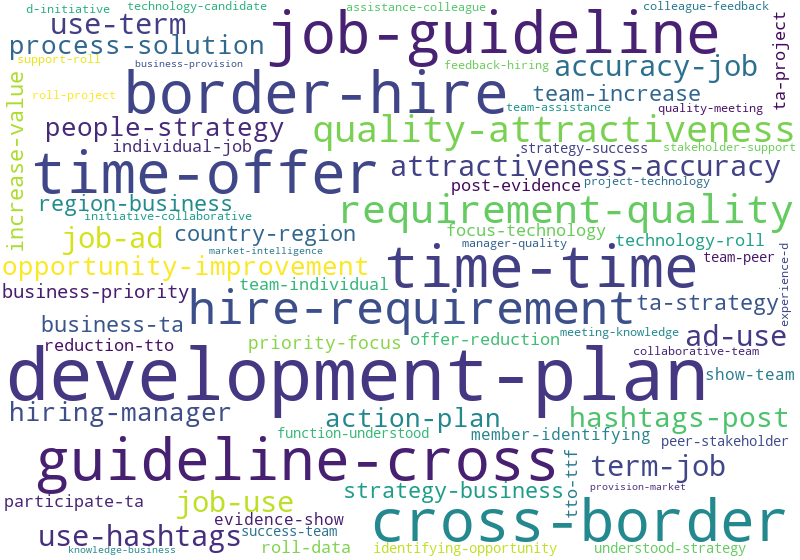 d-initiative technology-candidate assistance-colleague colleague-feedback
use-term job-guideline ta-project
process-solution
support-roll business-provision feedback-hiring accuracy-job
increase-value roll-project border-hire team-increase
team-assistance quality-meeting
people-strategy quality-attractiveness
individual-job strategy-success stakeholder-support
time-offer attractiveness-accuracy
post-evidence project-technology
region-business requirement-quality
initiative-collaborative
job-ad country-region focus-technology technology-roll
market-intelligence manager-quality
opportunity-improvement time-time team-peer experience-d
business-priority team-individual
hire-requirement ta-strategy
business-ta
reduction-tto priority-focus offer-reduction meeting-knowledge ad-use
collaborative-team
development-plan show-team
hiring-manager action-plan hashtags-post
function-understood member-identifying peer-stakeholder
guideline-cross tto-ttf term-job
strategy-business provision-market
participate-ta job-use
evidence-show cross-border
use-hashtags success-team
knowledge-business roll-data identifying-opportunity understood-strategy